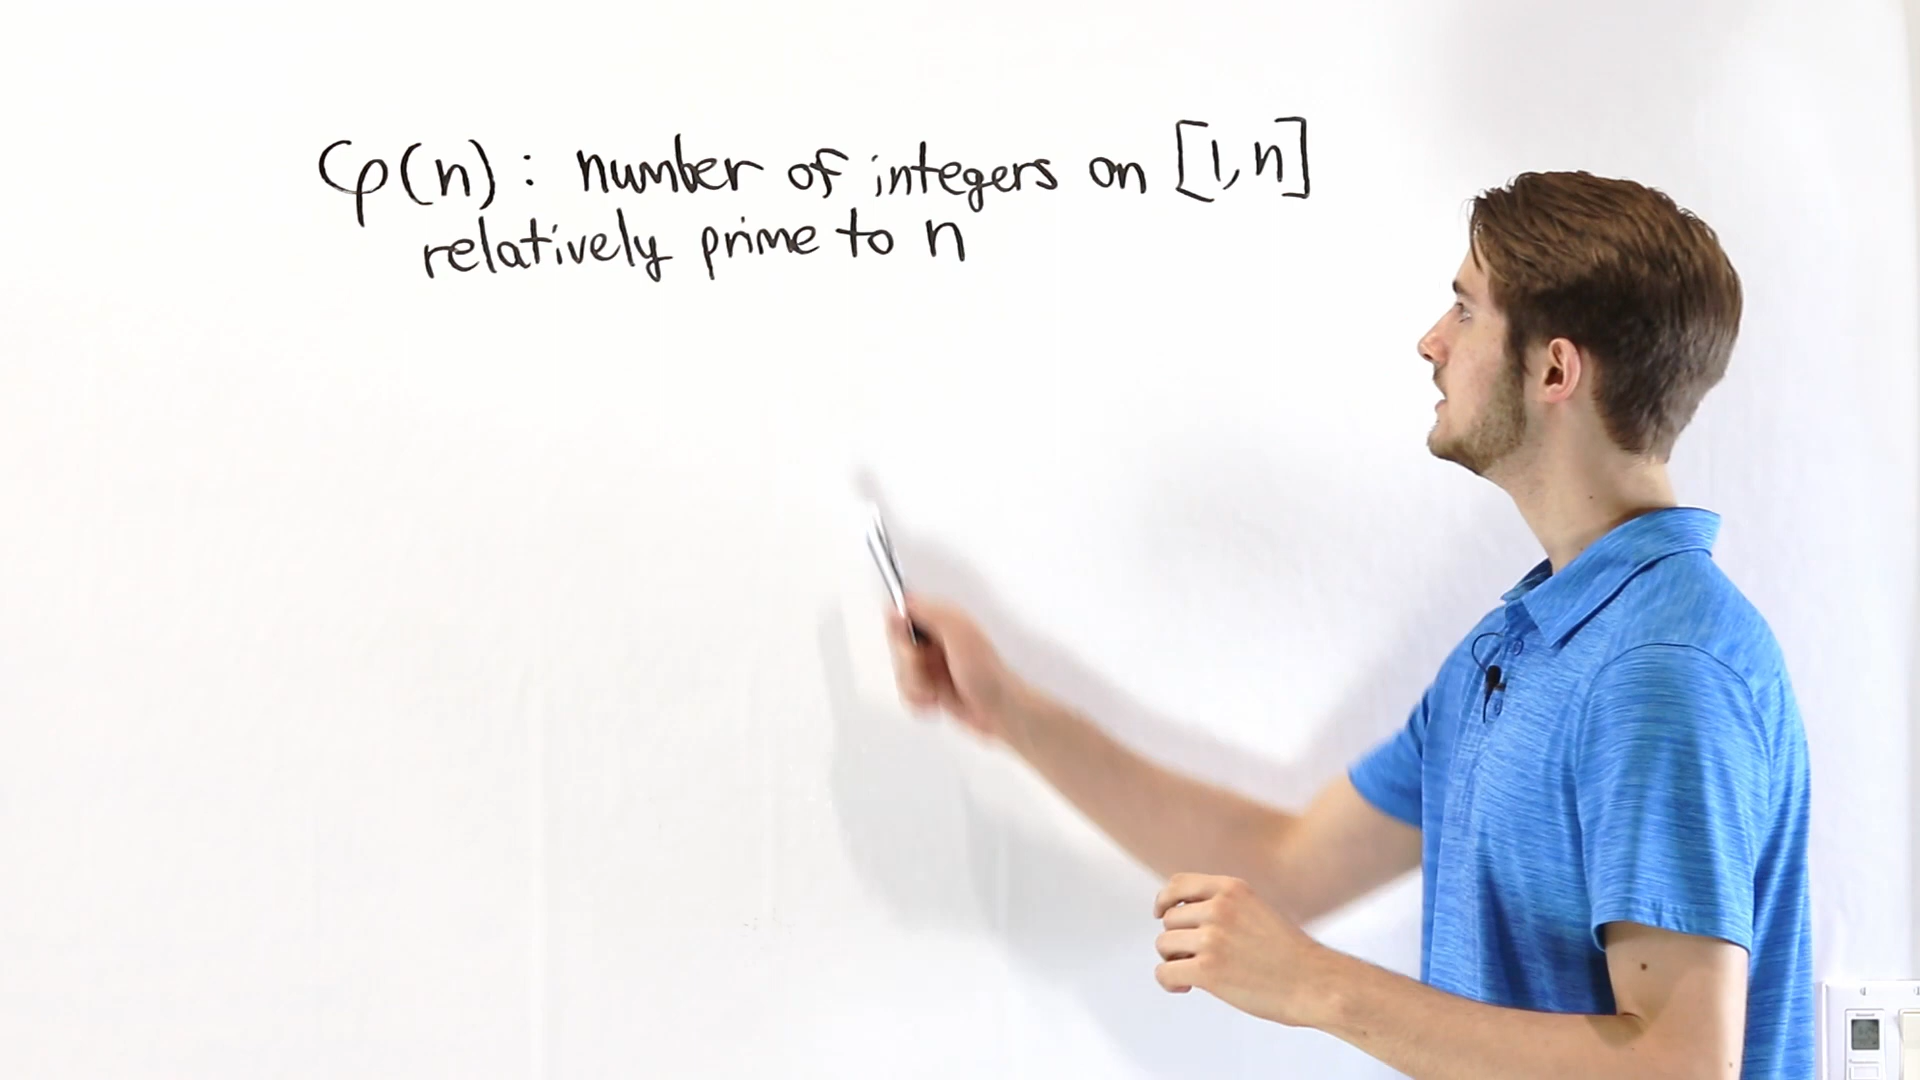 φ(n) : number of integers on [1, n]
relatively prime to n